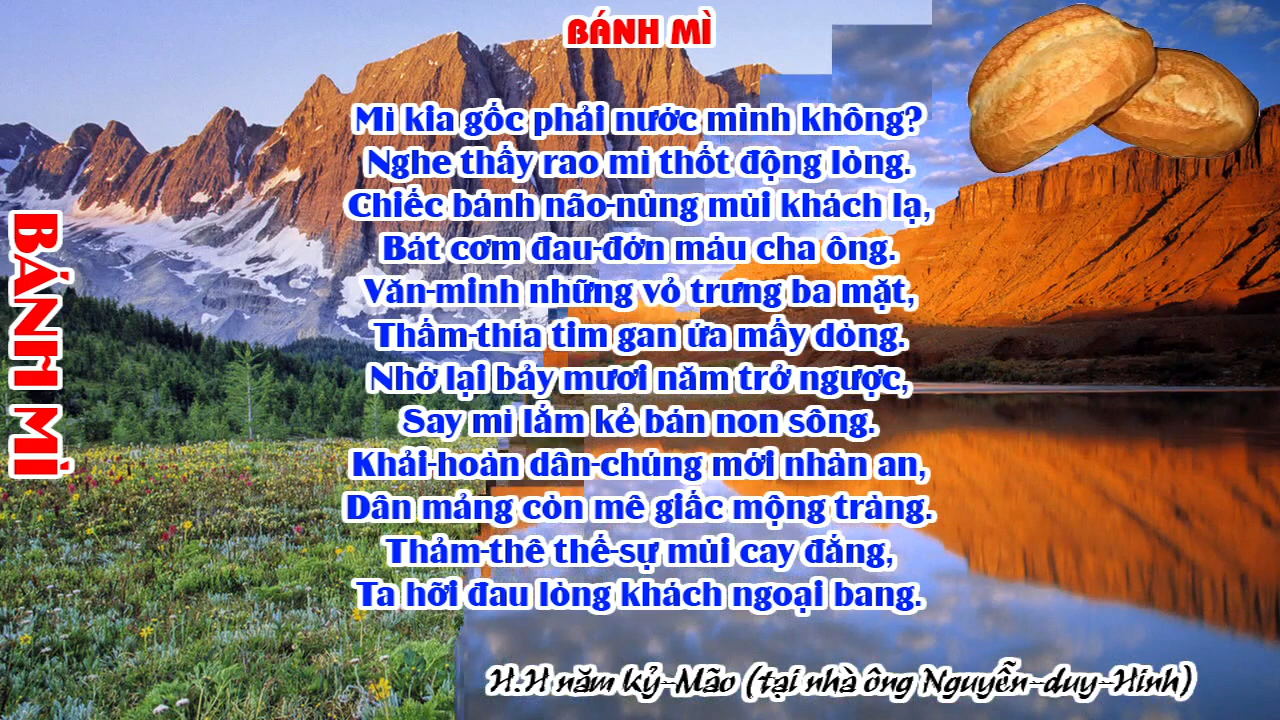 BÁNH MÌ
BÁNH MÌ
Mì kia gốc phải nước mình không?
Nghe thấy rao mì thốt động lòng.
Chiếc bánh não-nùng mùi khách lạ,
Bát cơm đau-đớn máu cha ông.
Văn-minh những vỏ trưng ba mặt,
Thấm-thía tim gan ứa mấy dòng.
Nhớ lại bảy mươi năm trở ngược,
Say mì lắm kẻ bán non sông.
Khải-hoàn dân-chúng mới nhàn an,
Dân mảng còn mê giấc mộng tràng.
Thảm-thê thế-sự mùi cay đắng,
Ta hỡi đau lòng khách ngoại bang.
H.H năm kỷ-Mão (tại nhà ông Nguyễn-duy-Hinh)